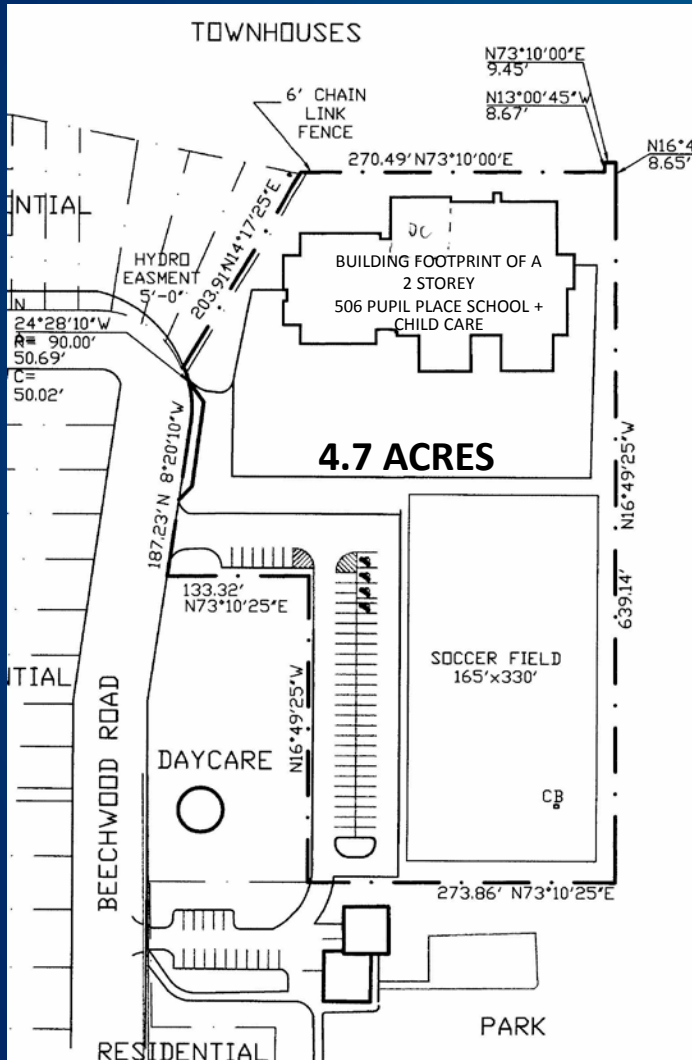 TOWNHOUSES
N73°10'00"E
9.45'
6' CHAIN
LINK
FENCE
N13°00'45"W
8.67'
270.49' N73°10'00"E
N16°4
8.65'
NTIAL
HYDRO
EASMENT
5'-0"
203.91'N14°17'25"E
DC
BUILDING FOOTPRINT OF A
2 STOREY
506 PUPIL PLACE SCHOOL +
CHILD CARE
N
24°28'10"W
R= 90.00'
50.69'
C=
50.02'
4.7 ACRES
187.23' N 8°20'10"W
N16°49'25"W
639.14'
133.32'
N73°10'25"E
N16°49'25"W
SOCCER FIELD
165'x330'
NTIAL
BEECHWOOD ROAD
DAYCARE
CB
273.86' N73°10'25"E
PARK
RESIDENTIAL